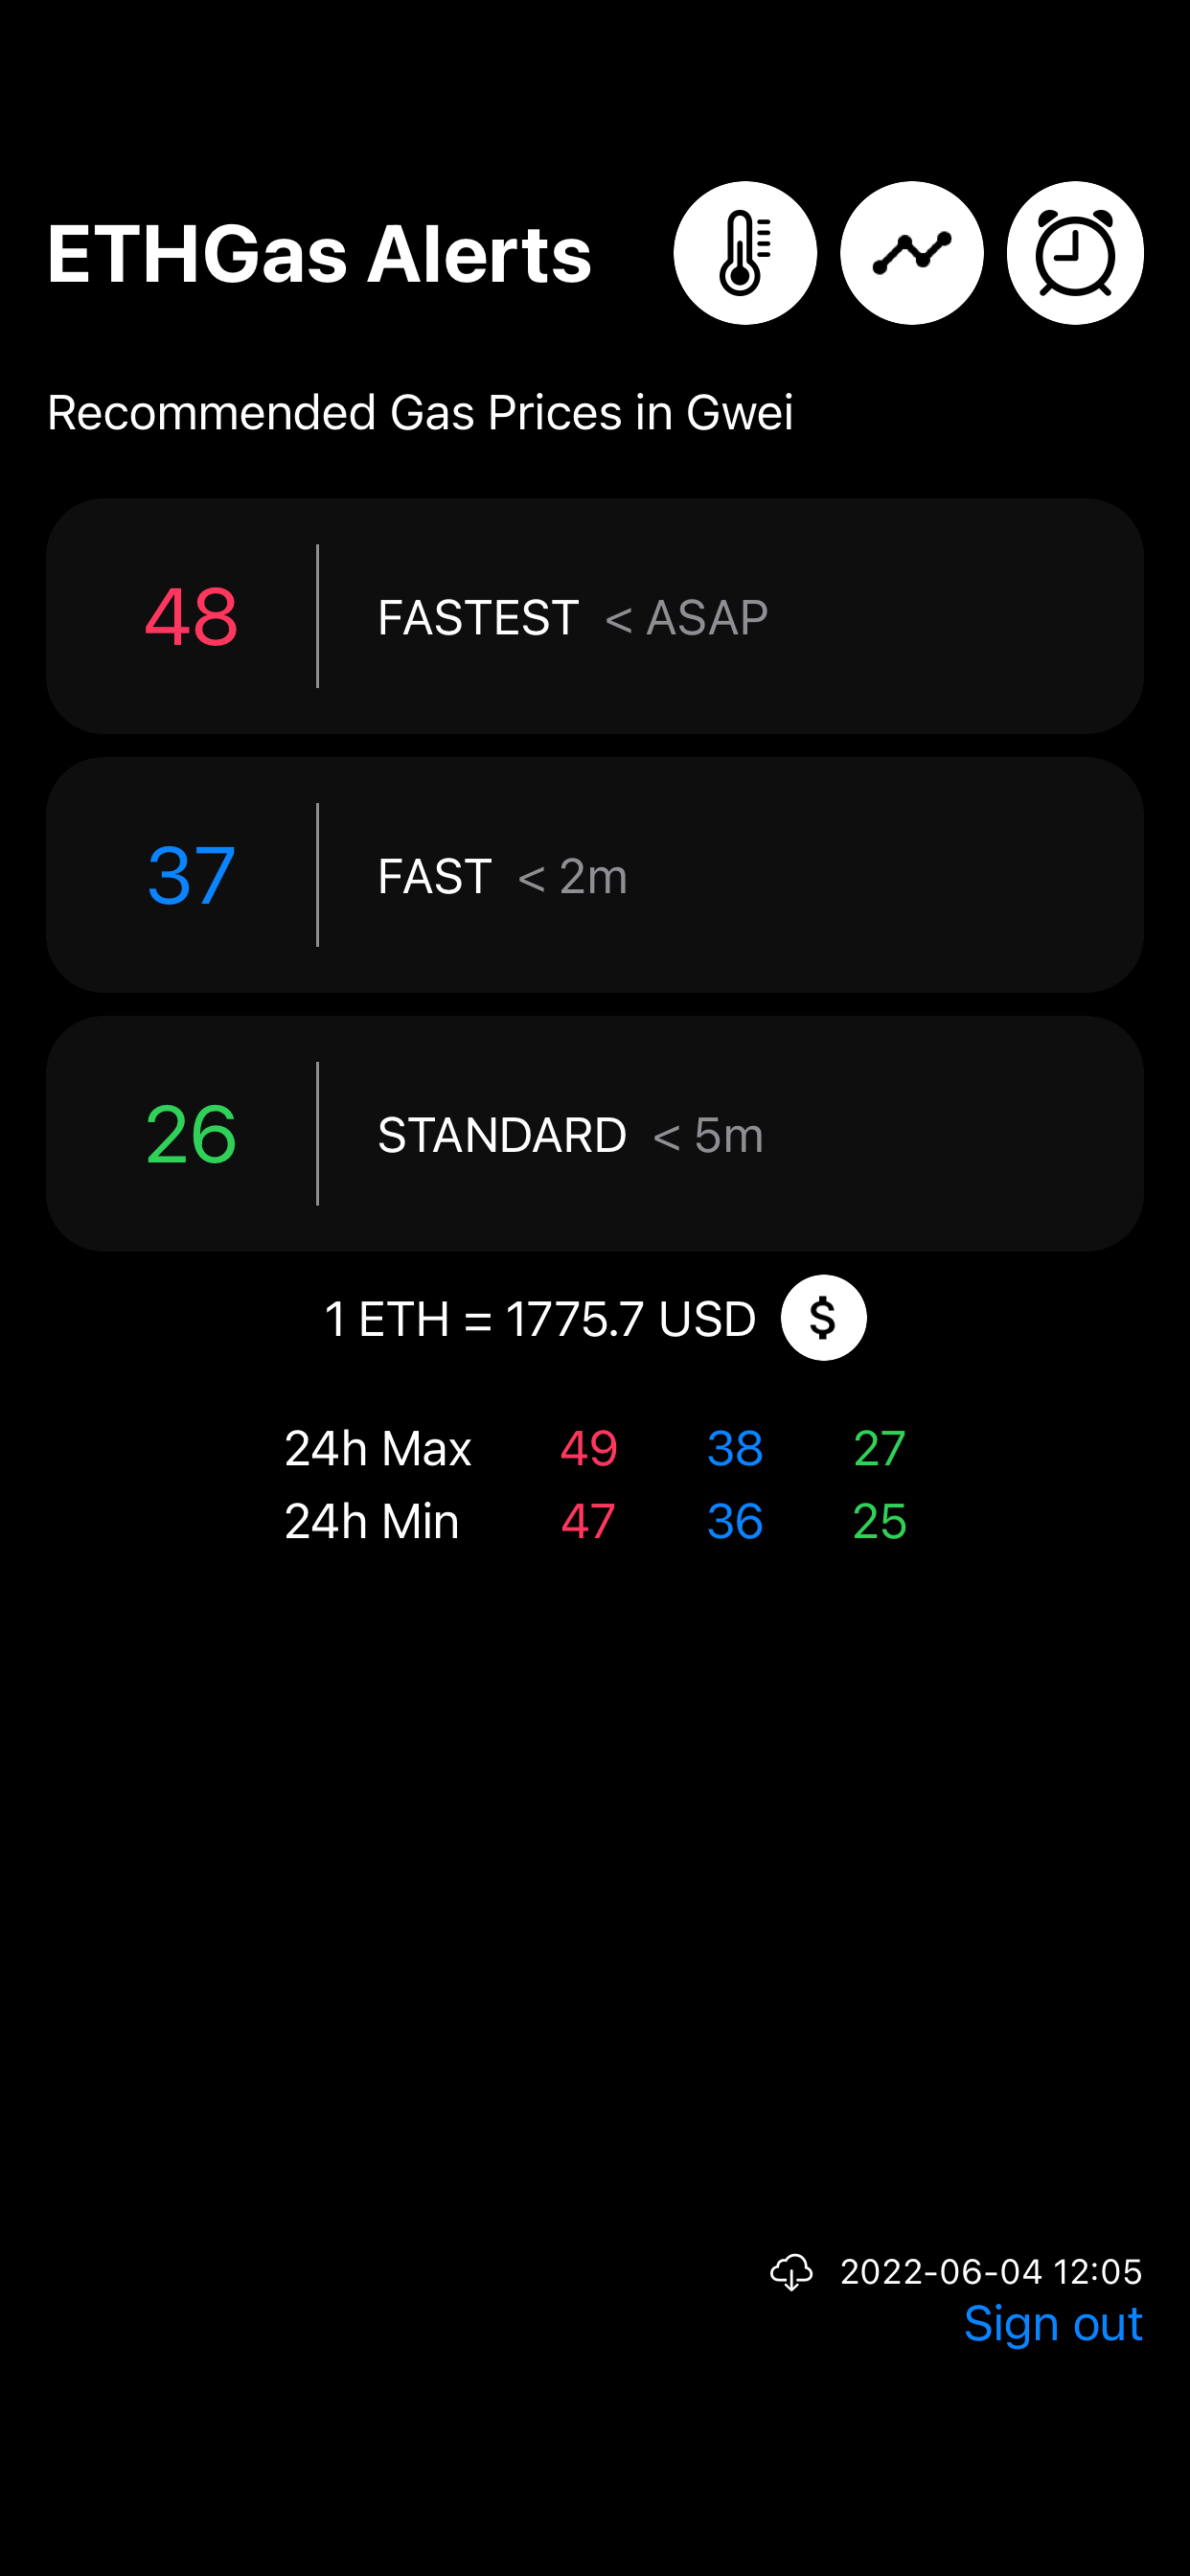 ETHGas Alerts
Recommended Gas Prices in Gwei
48 FASTEST < ASAP
37 FAST < 2m
26 STANDARD < 5m
1 ETH = 1775.7 USD $
24h Max 49 38 27
24h Min 47 36 25
2022-06-04 12:05
Sign out